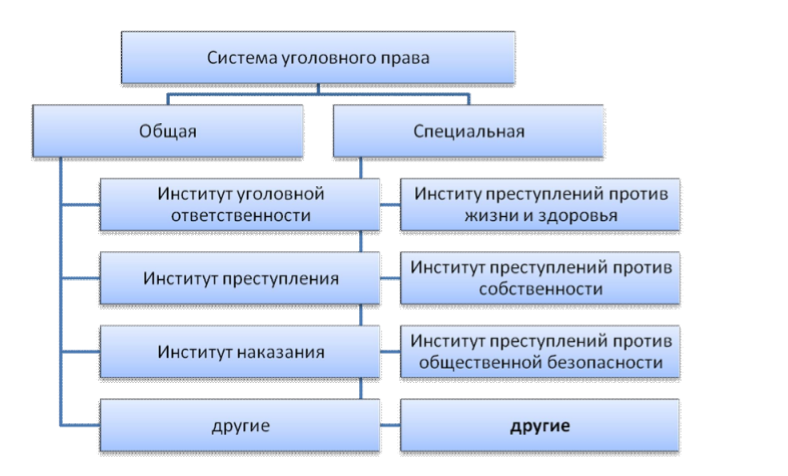 Система уголовного права
Общая
Специальная
Институт уголовной
ответственности
Институт преступления
Институт наказания
другие
Институ преступлений против
жизни и здоровья
Институт преступлений против
собственности
Институт преступлений против
общественной безопасности
другие